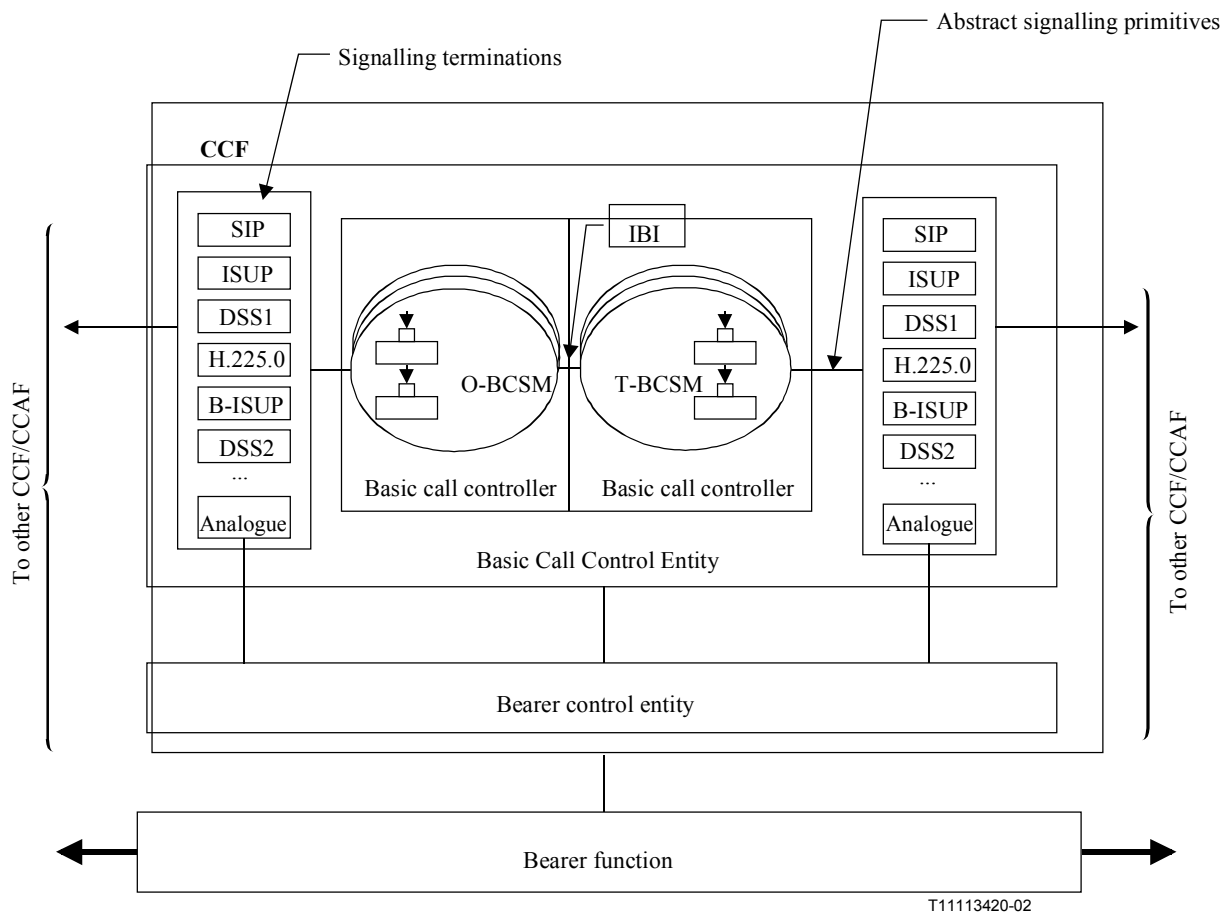 Abstract signalling primitives
Signalling terminations
CCF
SIP
ISUP
DSS1
H.225.0
B-ISUP
DSS2
...
Analogue
IBI
O-BCSM
T-BCSM
Basic call controller
Basic call controller
SIP
ISUP
DSS1
H.225.0
B-ISUP
DSS2
...
Analogue
Basic Call Control Entity
To other CCF/CCAF
To other CCF/CCAF
Bearer control entity
Bearer function
T11113420-02